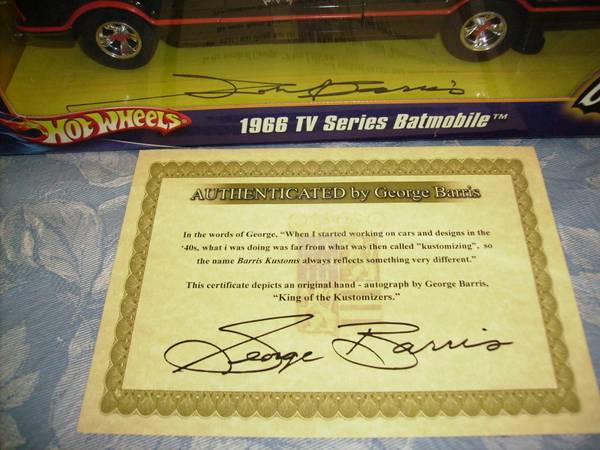 George Barris
HOT WHEELS
1966 TV Series Batmobile™
AUTHENTICATED by George Barris
In the words of George, "When I started working on cars and designs in the
'40s, what i was doing was far from what was then called "kustomizing", so
the name Barris Kustoms always reflects something very different."
This certificate depicts an original hand - autograph by George Barris,
"King of the Kustomizers."
George Barris